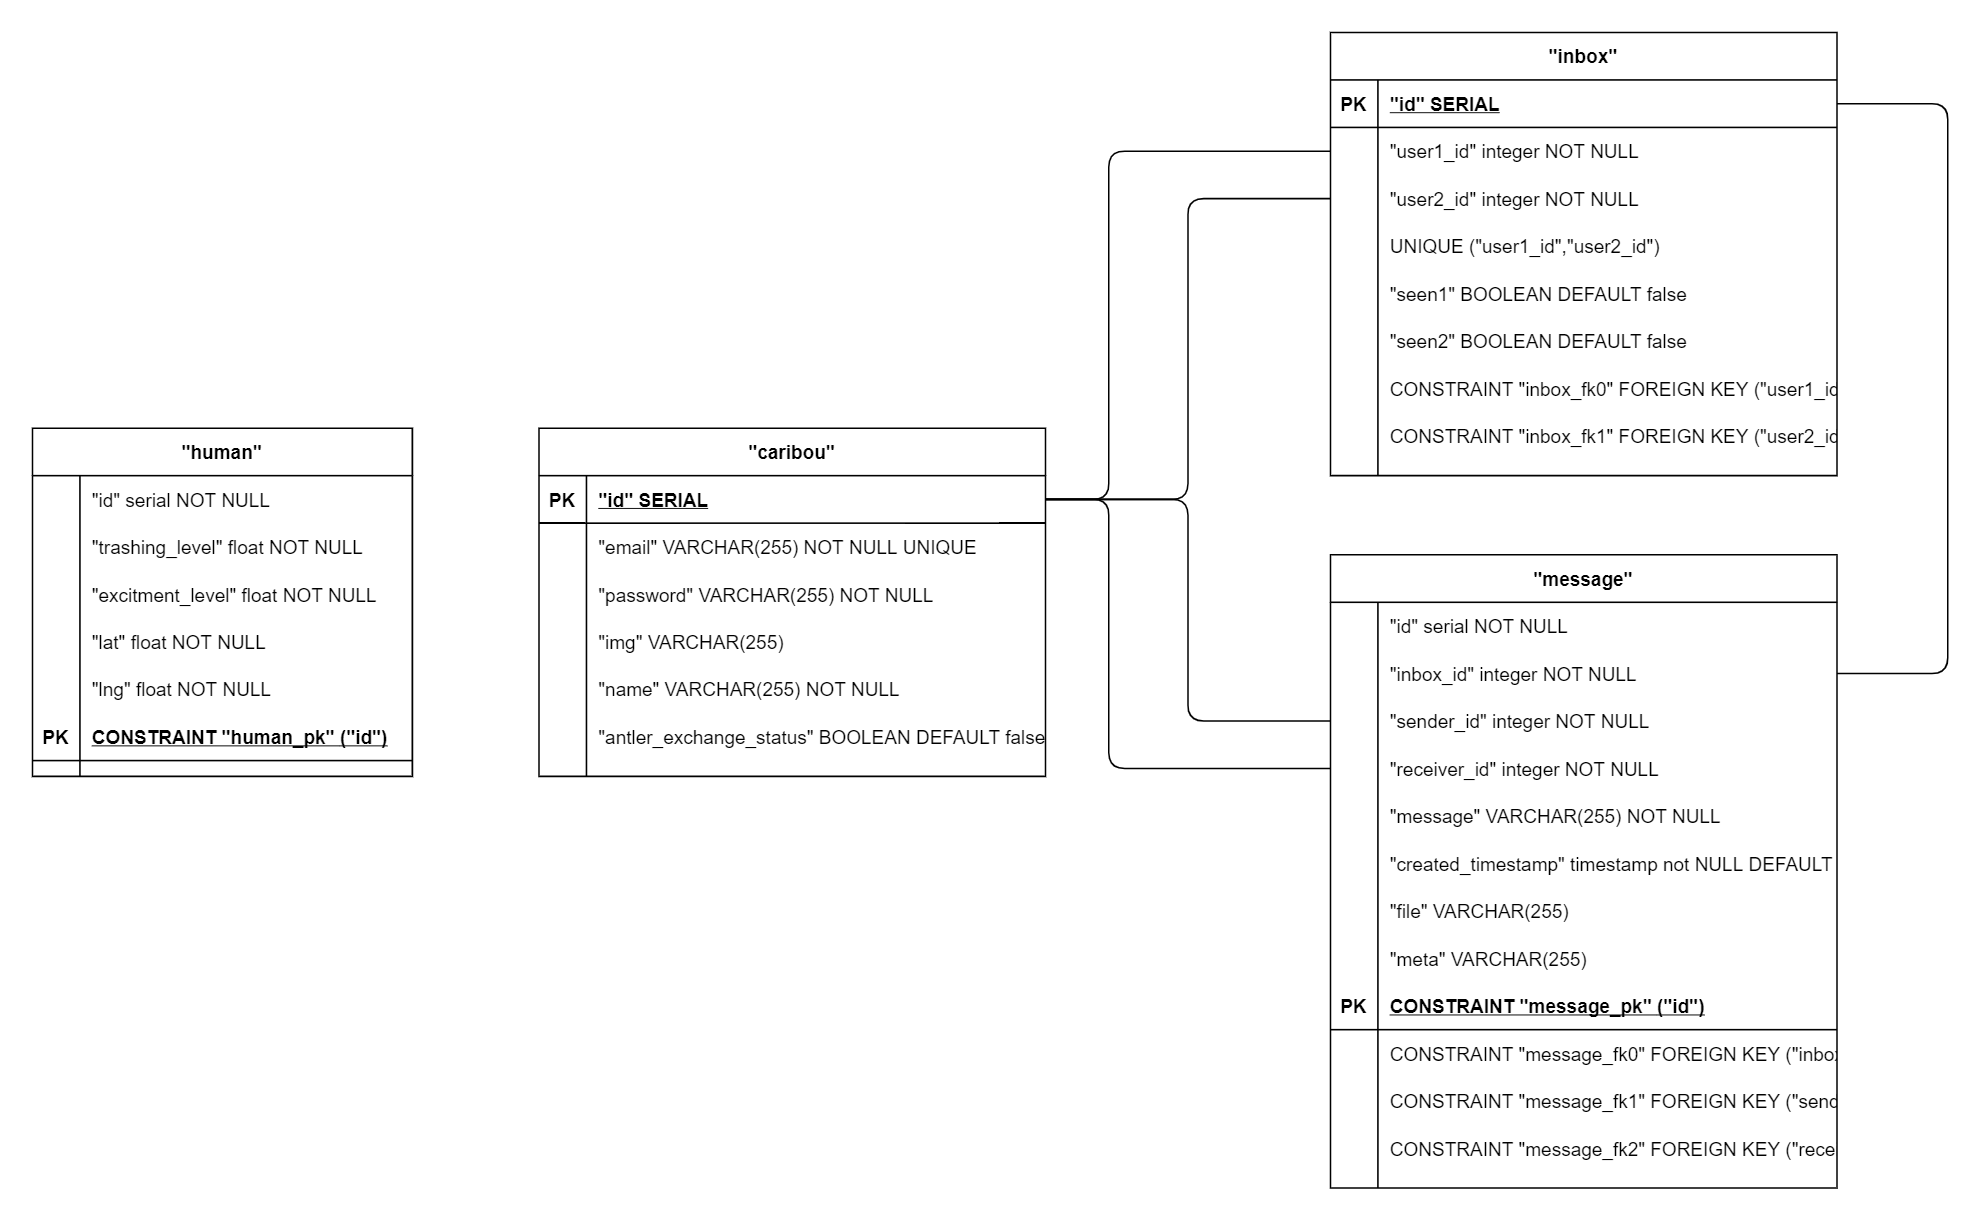 "human"
"id" serial NOT NULL
"trashing_level" float NOT NULL
"excitment_level" float NOT NULL
"lat" float NOT NULL
"lng" float NOT NULL
PK CONSTRAINT "human_pk" ("id")
"caribou"
PK "id" SERIAL
"email" VARCHAR(255) NOT NULL UNIQUE
"password" VARCHAR(255) NOT NULL
"img" VARCHAR(255)
"name" VARCHAR(255) NOT NULL
"antler_exchange_status" BOOLEAN DEFAULT false
"inbox"
PK "id" SERIAL
"user1_id" integer NOT NULL
"user2_id" integer NOT NULL
UNIQUE ("user1_id","user2_id")
"seen1" BOOLEAN DEFAULT false
"seen2" BOOLEAN DEFAULT false
CONSTRAINT "inbox_fk0" FOREIGN KEY ("user1_id
CONSTRAINT "inbox_fk1" FOREIGN KEY ("user2_id
"message"
"id" serial NOT NULL
"inbox_id" integer NOT NULL
"sender_id" integer NOT NULL
"receiver_id" integer NOT NULL
"message" VARCHAR(255) NOT NULL
"created_timestamp" timestamp not NULL DEFAULT
"file" VARCHAR(255)
"meta" VARCHAR(255)
PK CONSTRAINT "message_pk" ("id")
CONSTRAINT "message_fk0" FOREIGN KEY ("inbox
CONSTRAINT "message_fk1" FOREIGN KEY ("send
CONSTRAINT "message_fk2" FOREIGN KEY ("rece